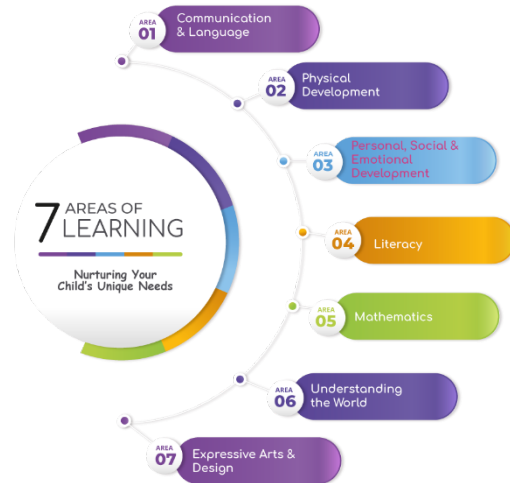 AREA
01
Communication
& Language
AREA
02
Physical
Development
AREA
03
Personal, Social &
Emotional
Development
7 AREAS OF
LEARNING
Nurturing Your
Child's Unique Needs
AREA
04
Literacy
AREA
05
Mathematics
AREA
06
Understanding
the World
AREA
07
Expressive Arts &
Design